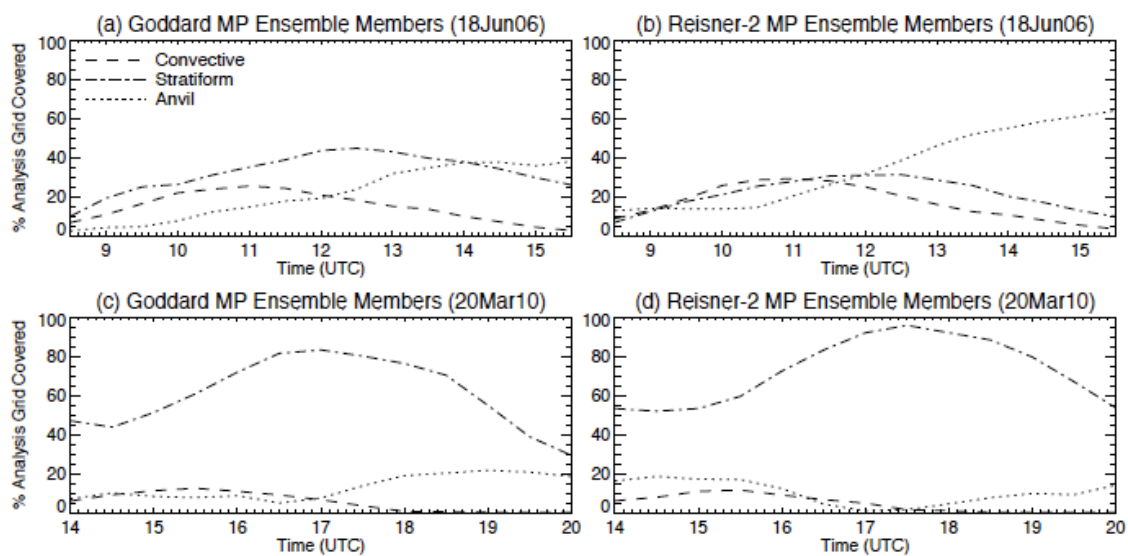 (a) Goddard MP Ensemble Members (18Jun06)
(b) Reisner-2 MP Ensemble Members (18Jun06)
% Analysis Grid Covered
100
80
60
40
20
0
Convective
Stratiform
Anvil
9 10 11 12 13 14 15
Time (UTC)
100
80
60
40
20
0
9 10 11 12 13 14 15
Time (UTC)
(c) Goddard MP Ensemble Members (20Mar10)
(d) Reisner-2 MP Ensemble Members (20Mar10)
% Analysis Grid Covered
100
80
60
40
20
0
14 15 16 17 18 19 20
Time (UTC)
100
80
60
40
20
0
14 15 16 17 18 19 20
Time (UTC)